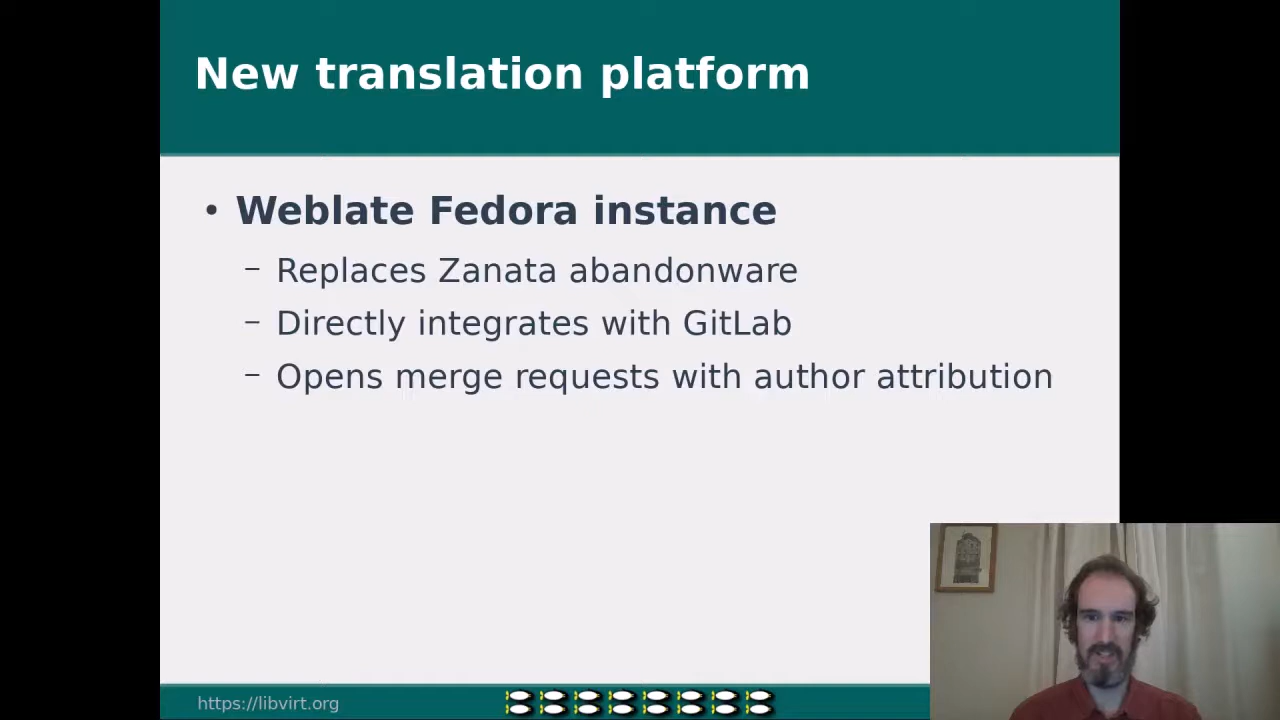 New translation platform
• Weblate Fedora instance
– Replaces Zanata abandonware
– Directly integrates with GitLab
– Opens merge requests with author attribution
https://libvirt.org